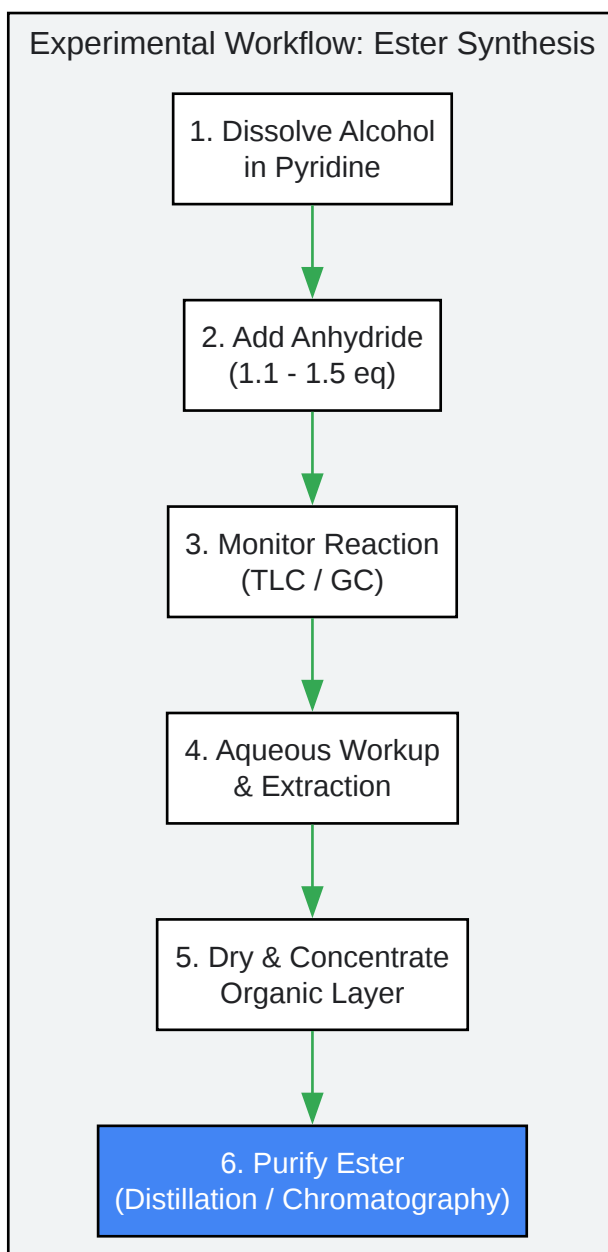 Experimental Workflow: Ester Synthesis
1. Dissolve Alcohol
in Pyridine
2. Add Anhydride
(1.1 - 1.5 eq)
3. Monitor Reaction
(TLC / GC)
4. Aqueous Workup
& Extraction
5. Dry & Concentrate
Organic Layer
6. Purify Ester
(Distillation / Chromatography)